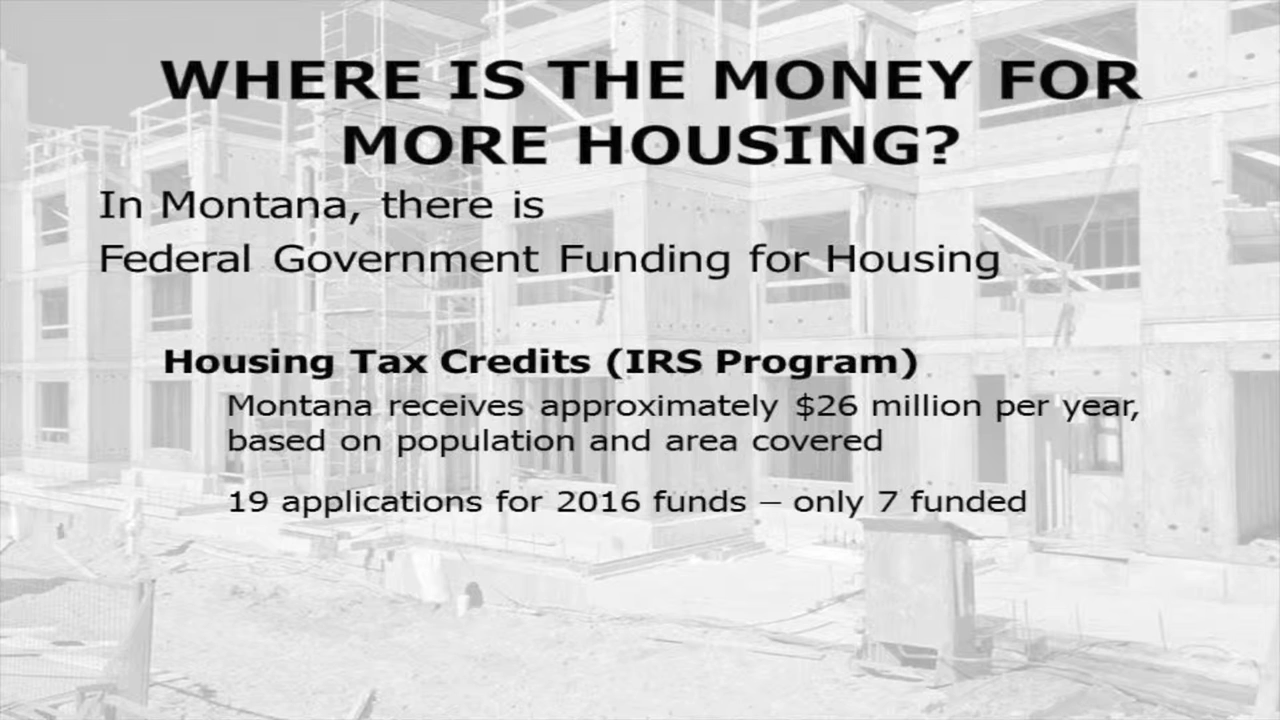 WHERE IS THE MONEY FOR
MORE HOUSING?
In Montana, there is
Federal Government Funding for Housing
Housing Tax Credits (IRS Program)
Montana receives approximately $26 million per year,
based on population and area covered
19 applications for 2016 funds – only 7 funded